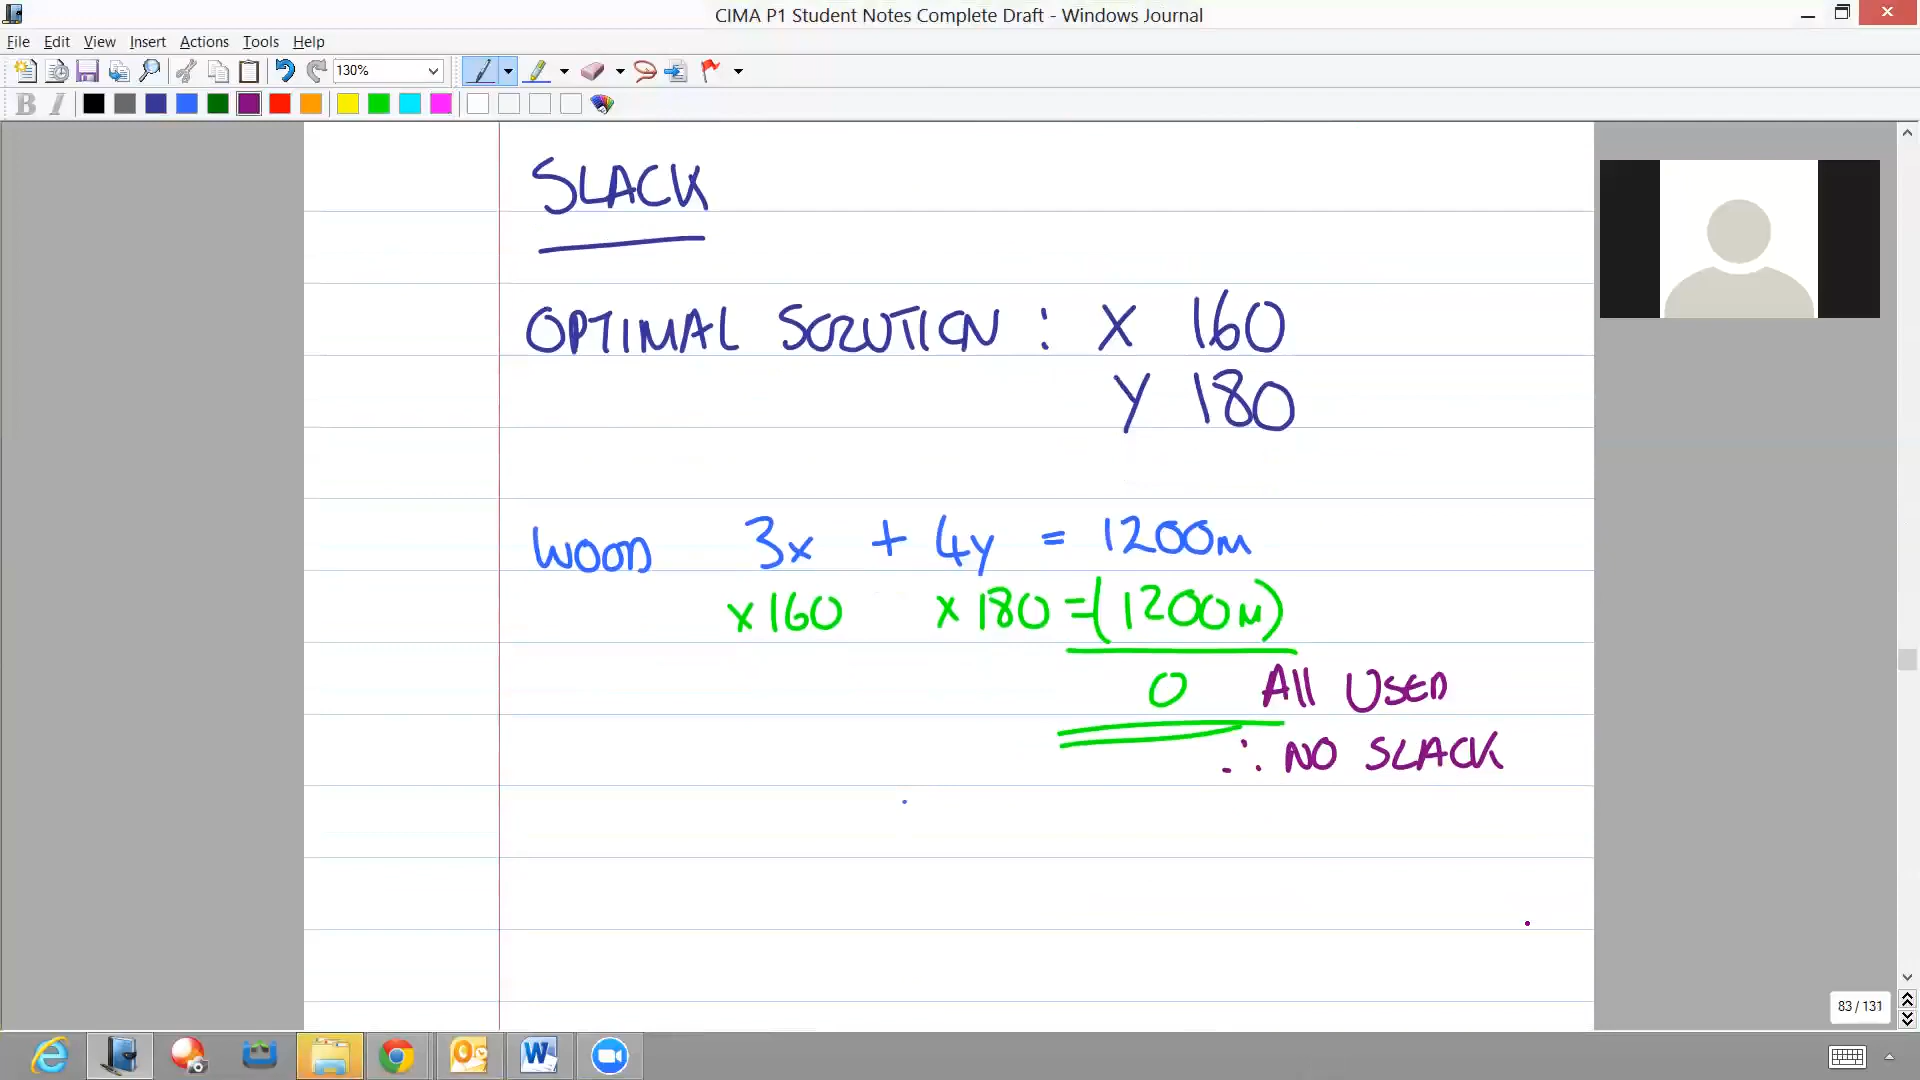 CIMA P1 Student Notes Complete Draft - Windows Journal
File Edit View Insert Actions Tools Help
130%
B I
SLACK
OPTIMAL SOLUTION : X 160
Y 180
WOOD 3x + 4y = 1200m
x 160 x 180 = (1200m)
0 All USED
∴ NO SLACK
83 / 131